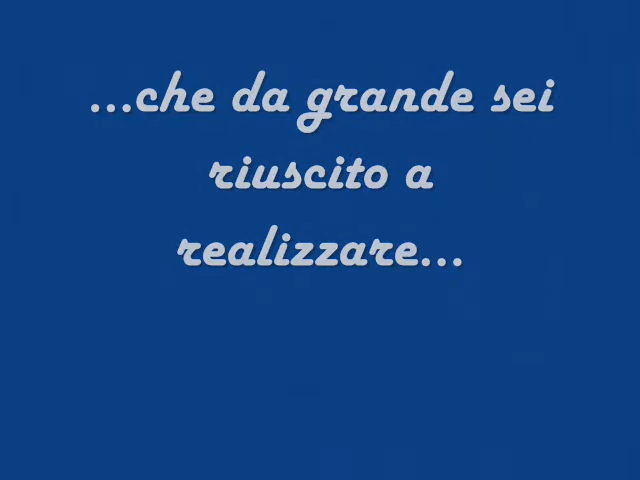 ...che da grande sei
riuscito a
realizzare...